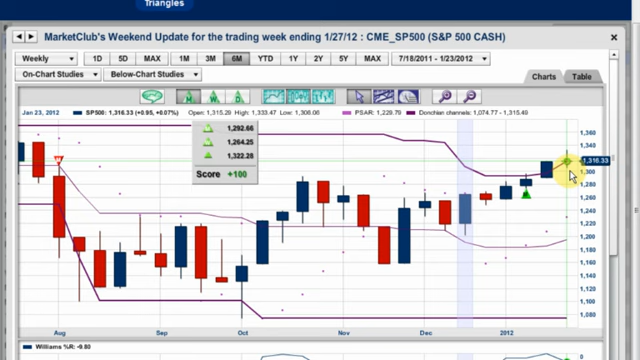 Triangles
MarketClub's Weekend Update for the trading week ending 1/27/12 : CME_SP500 (S&P 500 CASH)
Weekly 1D 5D MAX 1M 3M 6M YTD 1Y 5Y MAX 7/18/2011 - 1/23/2012
On-Chart Studies Below-Chart Studies Charts Table
M W D
Jan 23, 2012 SP500: 1,316.33 (+0.95, +0.07%) Open: 1,315.29 High: 1,333.47 Low: 1,306.06 PSAR: 1,229.79 Donchian channels: 1,074.77 - 1,315.49
1,292.66
1,264.25
1,322.28
Score +100
1,360
1,340
1,316.33
1,300
1,280
1,260
1,240
1,220
1,200
1,180
1,160
1,140
1,120
1,100
1,080
Aug Sep Oct Nov Dec 2012
Williams %R: -9.80
0